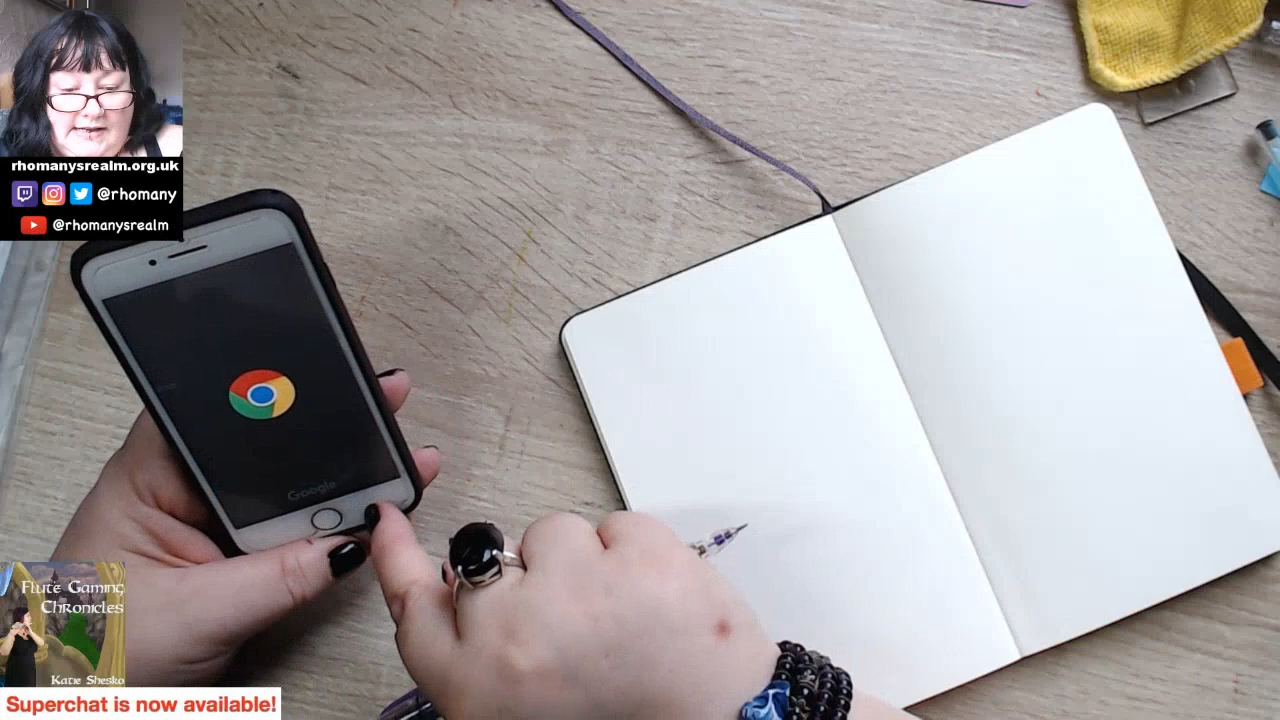 rhomanysrealm.org.uk
@rhomany
@rhomanysrealm
Google
Flute Gaming
Chronicles
Katie Shesko
Superchat is now available!